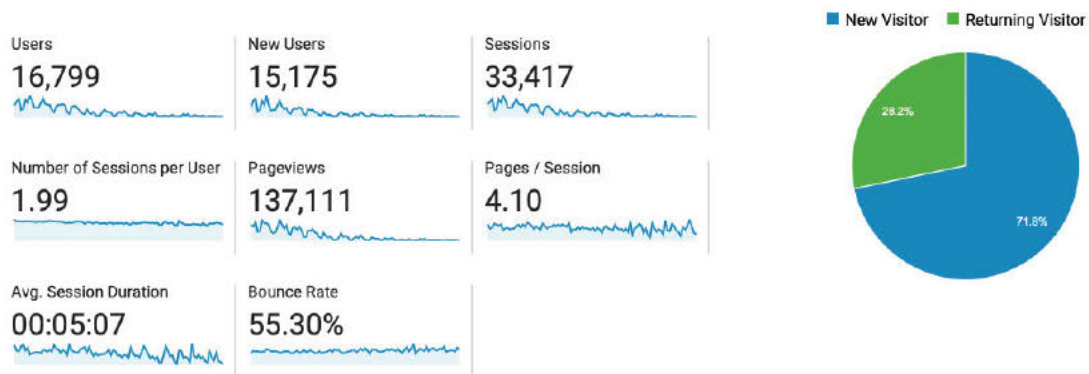 New Visitor Returning Visitor
Users New Users Sessions
16,799 15,175 33,417
28.2%
Number of Sessions per User Pageviews Pages / Session
1.99 137,111 4.10
71.8%
Avg. Session Duration Bounce Rate
00:05:07 55.30%